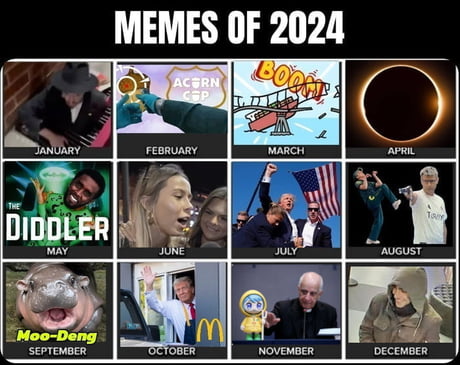 MEMES OF 2024
JANUARY
ACORN
COP
FEBRUARY
BOOM!
MARCH
APRIL
THE
DIDDLER
MAY
JUNE
JULY
AUGUST
Moo-Deng
SEPTEMBER
OCTOBER
NOVEMBER
DECEMBER